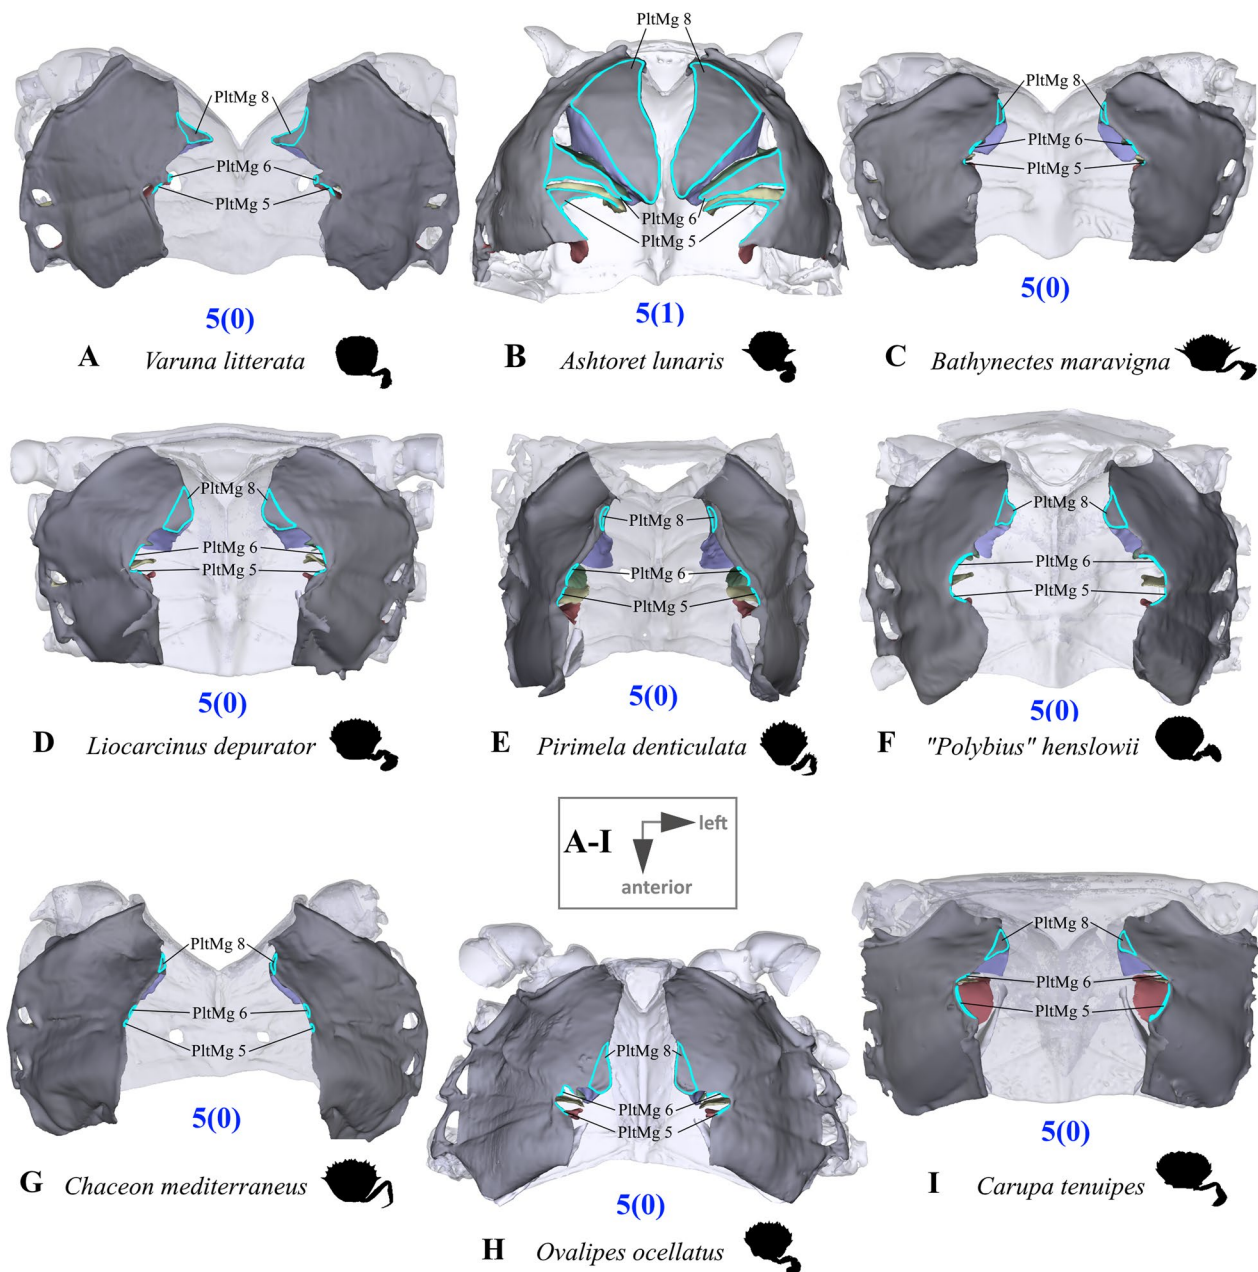 PltMg 8
PltMg 6
PltMg 5
5(0)
A Varuna litterata
PltMg 8
PltMg 6
PltMg 5
5(1)
B Ashtoret lunaris
PltMg 8
PltMg 6
PltMg 5
5(0)
C Bathynectes maravigna
PltMg 8
PltMg 6
PltMg 5
5(0)
D Liocarcinus depurator
PltMg 8
PltMg 6
PltMg 5
5(0)
E Pirimela denticulata
PltMg 8
PltMg 6
PltMg 5
5(0)
F "Polybius" henslowii
A-I
left
anterior
PltMg 8
PltMg 6
PltMg 5
5(0)
G Chaceon mediterraneus
PltMg 8
PltMg 6
PltMg 5
5(0)
H Ovalipes ocellatus
PltMg 8
PltMg 6
PltMg 5
5(0)
I Carupa tenuipes